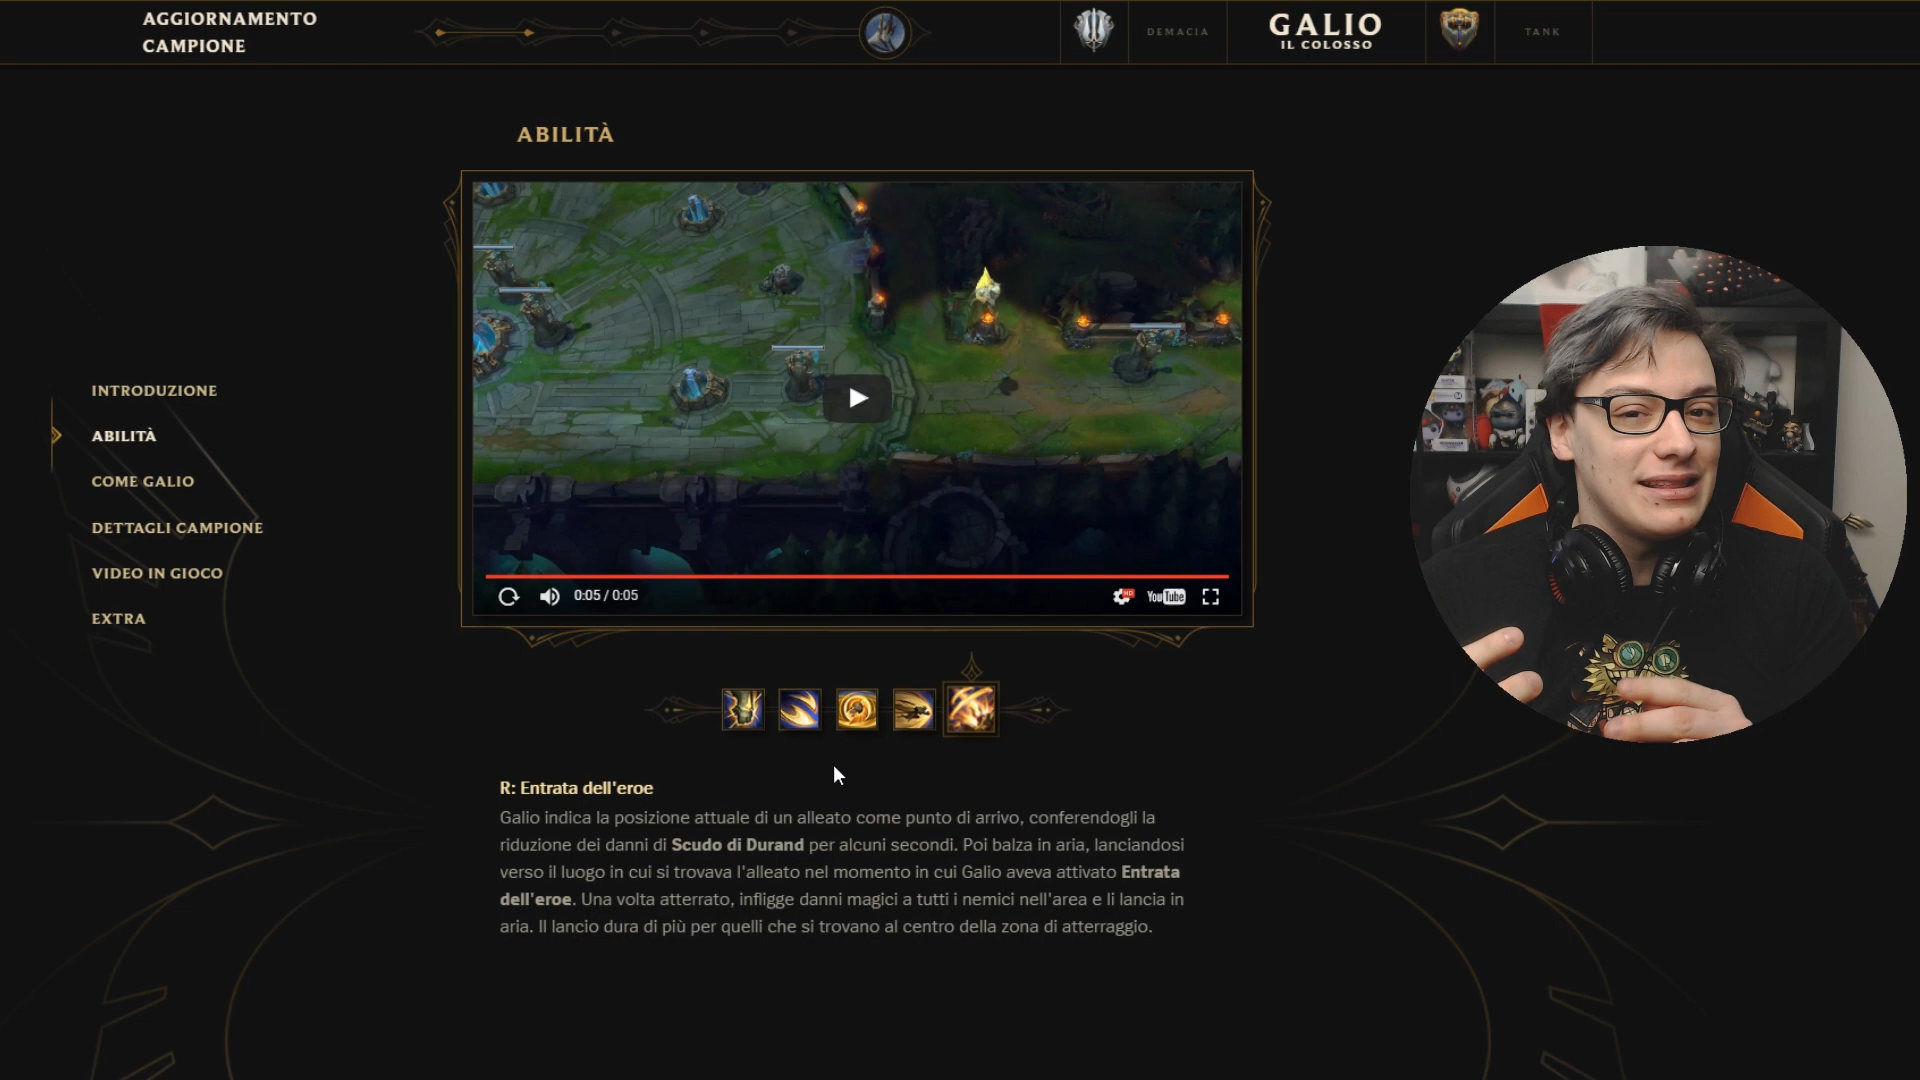 AGGIORNAMENTO
CAMPIONE
DEMACIA
GALIO
IL COLOSSO
TANK
ABILITÀ
INTRODUZIONE
ABILITÀ
COME GALIO
DETTAGLI CAMPIONE
VIDEO IN GIOCO
EXTRA
0:05 / 0:05
HD
YouTube
R: Entrata dell'eroe
Galio indica la posizione attuale di un alleato come punto di arrivo, conferendogli la
riduzione dei danni di Scudo di Durand per alcuni secondi. Poi balza in aria, lanciandosi
verso il luogo in cui si trovava l'alleato nel momento in cui Galio aveva attivato Entrata
dell'eroe. Una volta atterrato, infligge danni magici a tutti i nemici nell'area e li lancia in
aria. Il lancio dura di più per quelli che si trovano al centro della zona di atterraggio.